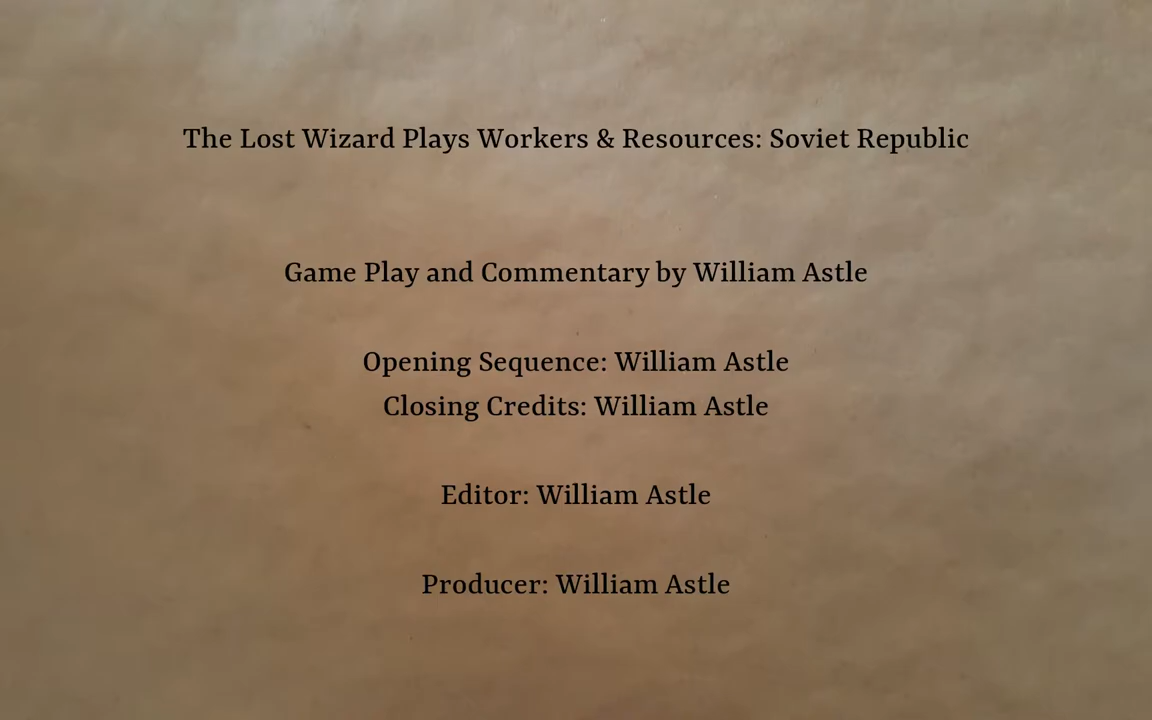 The Lost Wizard Plays Workers & Resources: Soviet Republic
Game Play and Commentary by William Astle
Opening Sequence: William Astle
Closing Credits: William Astle
Editor: William Astle
Producer: William Astle